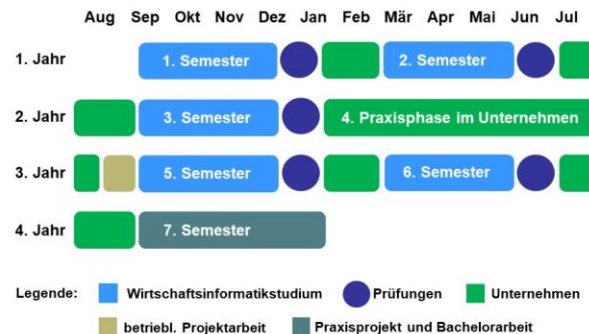 Aug Sep Okt Nov Dez Jan Feb Mär Apr Mai Jun Jul
1. Jahr 1. Semester 2. Semester
2. Jahr 3. Semester 4. Praxisphase im Unternehmen
3. Jahr 5. Semester 6. Semester
4. Jahr 7. Semester
Legende: Wirtschaftsinformatikstudium Prüfungen Unternehmen
betriebl. Projektarbeit Praxisprojekt und Bachelorarbeit